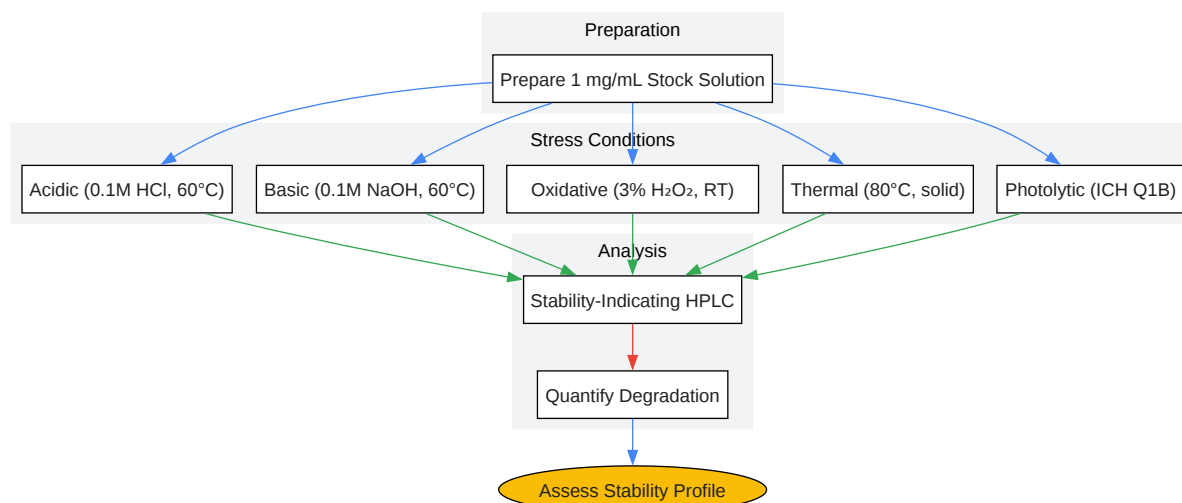 Preparation
Prepare 1 mg/mL Stock Solution
Stress Conditions
Acidic (0.1M HCl, 60°C)
Basic (0.1M NaOH, 60°C)
Oxidative (3% H₂O₂, RT)
Thermal (80°C, solid)
Photolytic (ICH Q1B)
Analysis
Stability-Indicating HPLC
Quantify Degradation
Assess Stability Profile